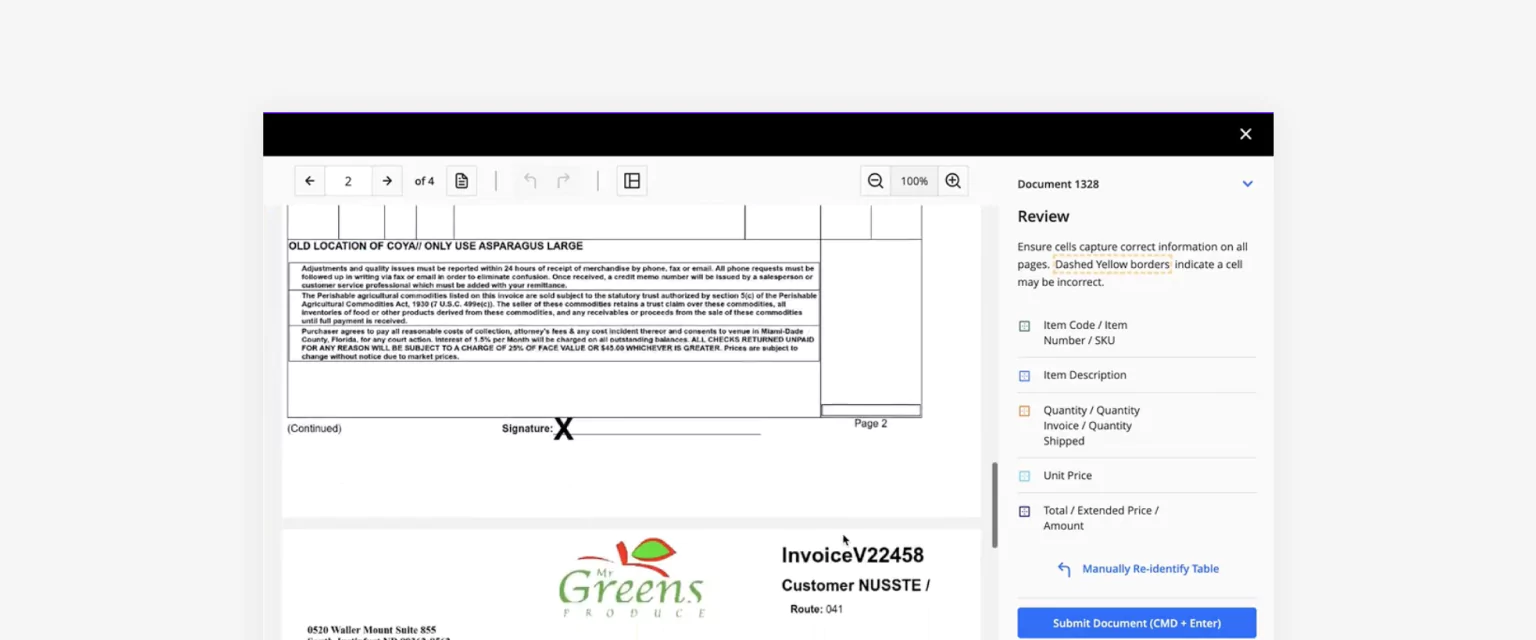 2
of 4
100%
OLD LOCATION OF COYA// ONLY USE ASPARAGUS LARGE
Adjustments and quality issues must be reported within 24 hours of receipt of merchandise by phone, fax or email. All phone requests must be
followed up in writing via fax or email in order to eliminate confusion. Once received, a credit memo number will be issued by a salesperson or
customer service professional which must be added with your remittance.
The Perishable agricultural commodities listed on this invoice are sold subject to the statutory trust authorized by section 5(c) of the Perishable
Agricultural Commodities Act, 1930 (7 U.S.C. 499e(c)). The seller of these commodities retains a trust claim over these commodities, all
inventories of food or other products derived from these commodities, and any receivables or proceeds from the sale of these commodities
until full payment is received.
Purchaser agrees to pay all reasonable costs of collection, attorney's fees & any cost incident thereor and consents to venue in Miami-Dade
County, Florida, for any court action. Interest of 1.5% per Month will be charged on all outstanding balances. ALL CHECKS RETURNED UNPAID
FOR ANY REASON WILL BE SUBJECT TO A CHARGE OF 25% OF FACE VALUE OR $45.00 WHICHEVER IS GREATER. Prices are subject to
change without notice due to market prices.
(Continued)
Signature: X
Page 2
Mr
Greens
PRODUCE
InvoiceV22458
Customer NUSSTE /
Route: 041
0520 Waller Mount Suite 855
Document 1328
Review
Ensure cells capture correct information on all
pages. Dashed Yellow borders indicate a cell
may be incorrect.
Item Code / Item
Number / SKU
Item Description
Quantity / Quantity
Invoice / Quantity
Shipped
Unit Price
Total / Extended Price /
Amount
Manually Re-identify Table
Submit Document (CMD + Enter)